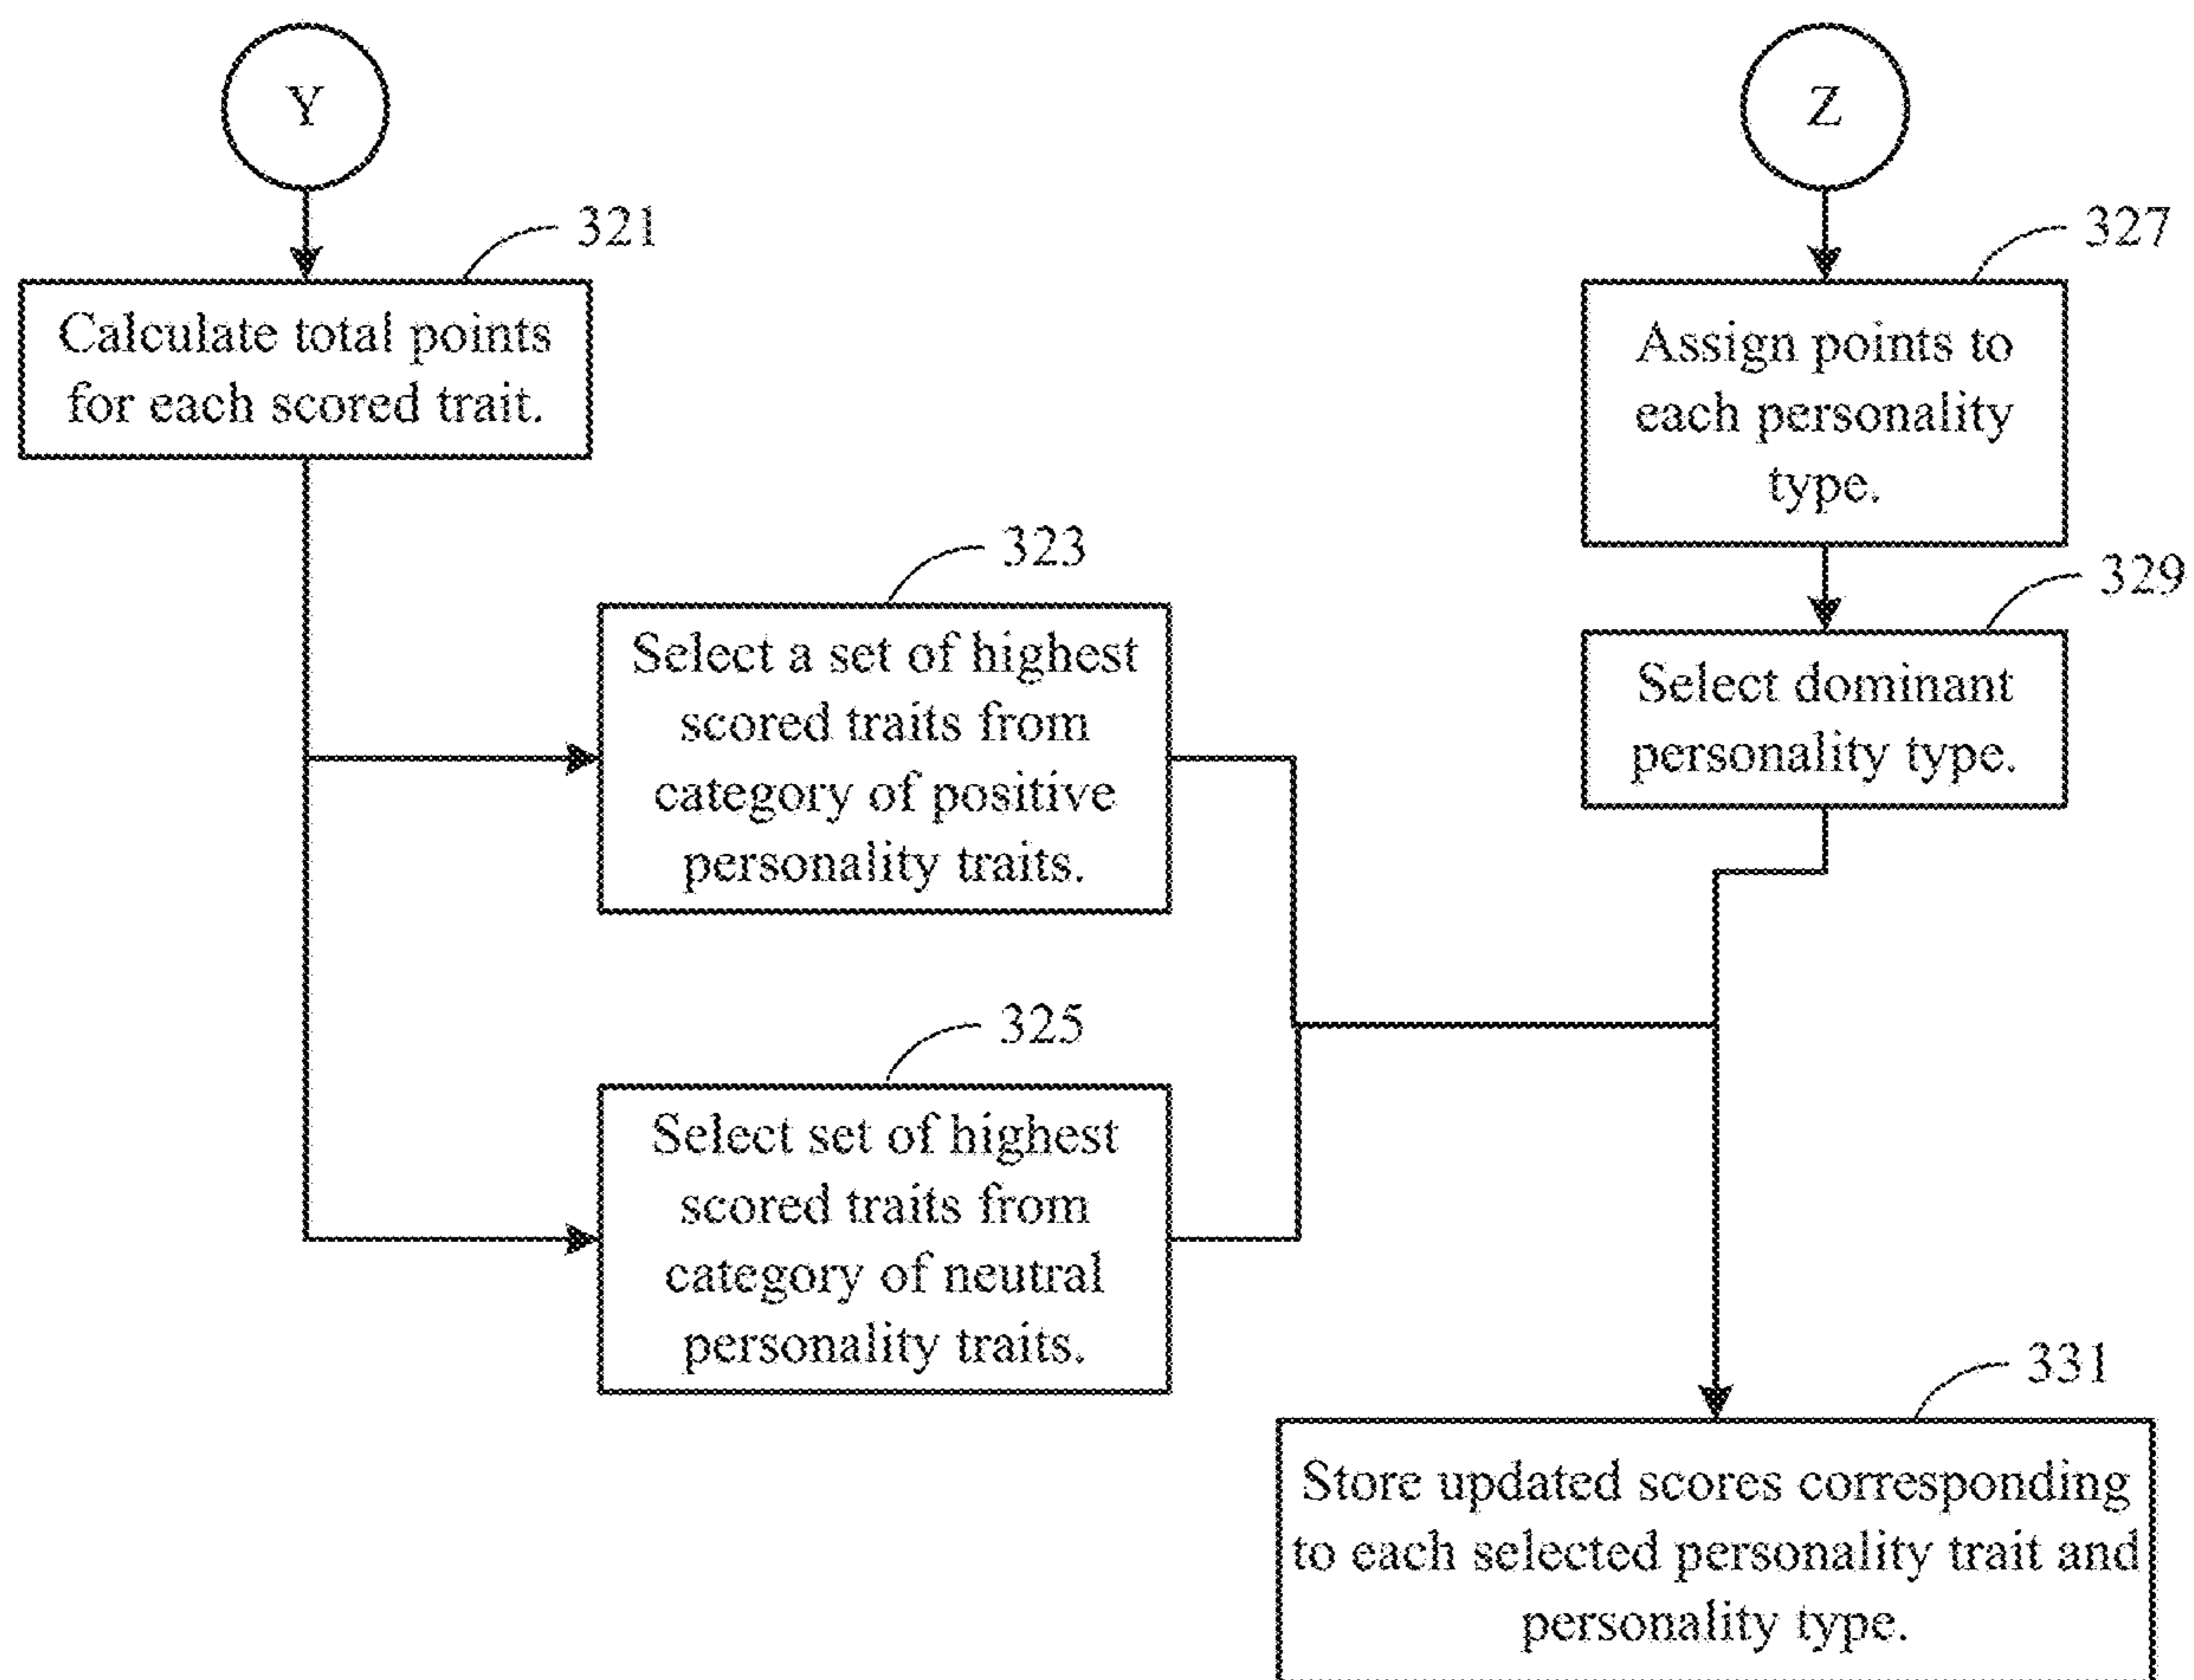 Y
321
Calculate total points
for each scored trait.
323
Select a set of highest
scored traits from
category of positive
personality traits.
325
Select set of highest
scored traits from
category of neutral
personality traits.
Z
327
Assign points to
each personality
type.
329
Select dominant
personality type.
331
Store updated scores corresponding
to each selected personality trait and
personality type.